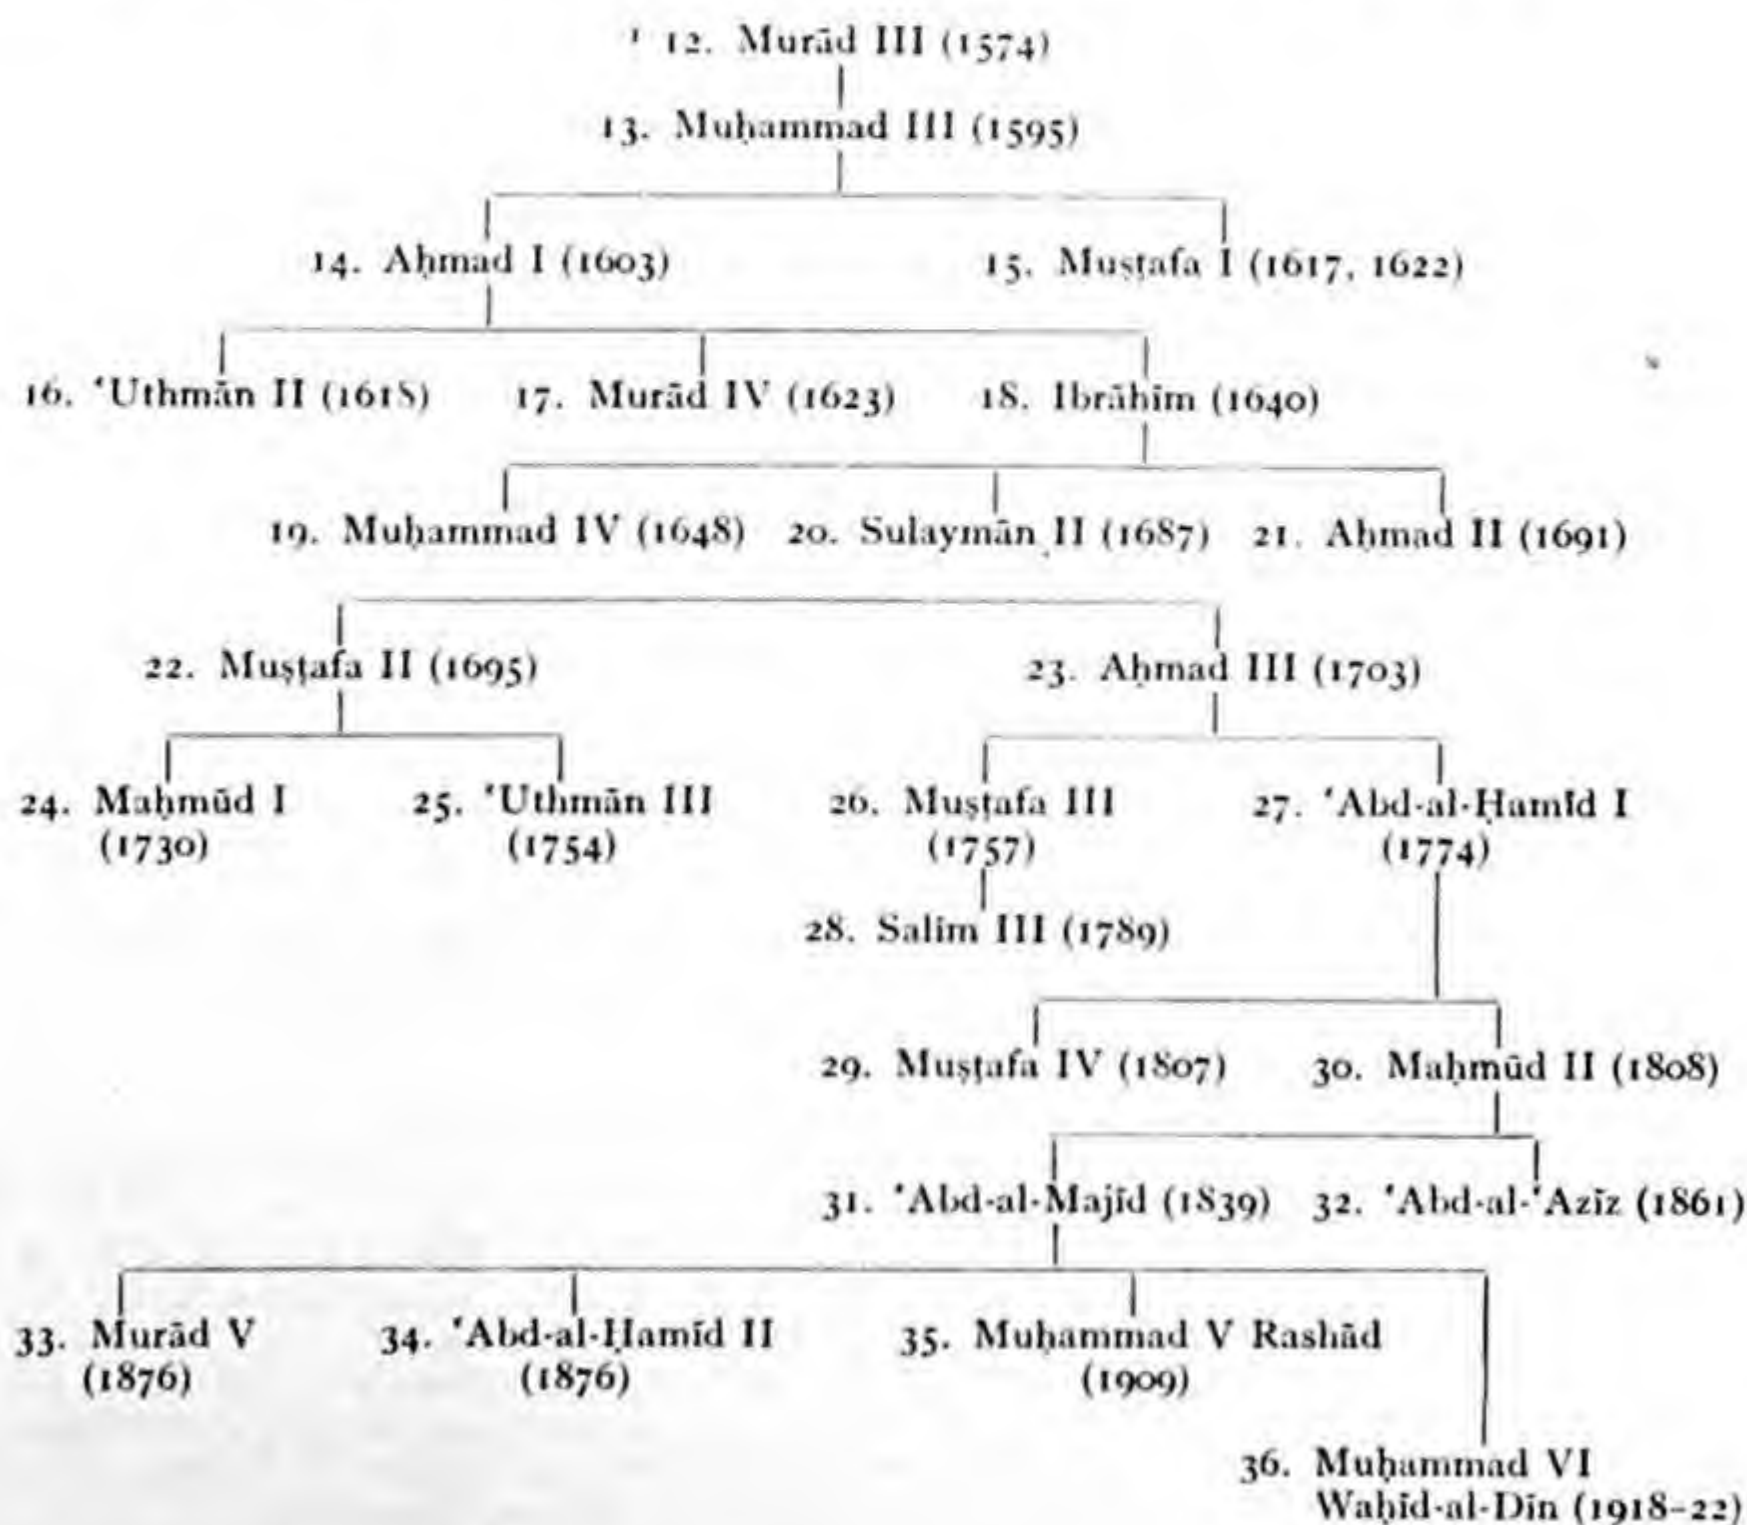 ¹ 12. Murād III (1574)
13. Muḥammad III (1595)
14. Aḥmad I (1603) 15. Muṣṭafa I (1617, 1622)
16. ‘Uthmān II (1618) 17. Murād IV (1623) 18. Ibrāhīm (1640)
19. Muḥammad IV (1648) 20. Sulaymān II (1687) 21. Aḥmad II (1691)
22. Muṣṭafa II (1695) 23. Aḥmad III (1703)
24. Maḥmūd I 25. ‘Uthmān III 26. Muṣṭafa III 27. ‘Abd-al-Ḥamīd I
(1730) (1754) (1757) (1774)
28. Salīm III (1789)
29. Muṣṭafa IV (1807) 30. Maḥmūd II (1808)
31. ‘Abd-al-Majīd (1839) 32. ‘Abd-al-‘Azīz (1861)
33. Murād V 34. ‘Abd-al-Ḥamīd II 35. Muḥammad V Rashād
(1876) (1876) (1909)
36. Muḥammad VI
Waḥīd-al-Dīn (1918-22)